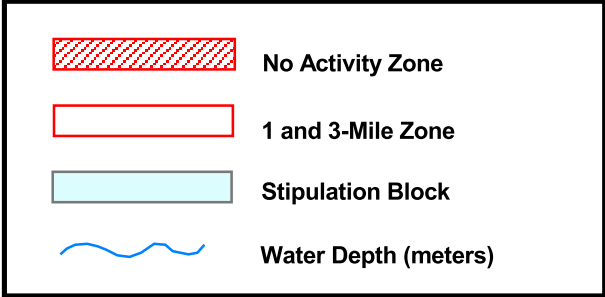 No Activity Zone
1 and 3-Mile Zone
Stipulation Block
Water Depth (meters)